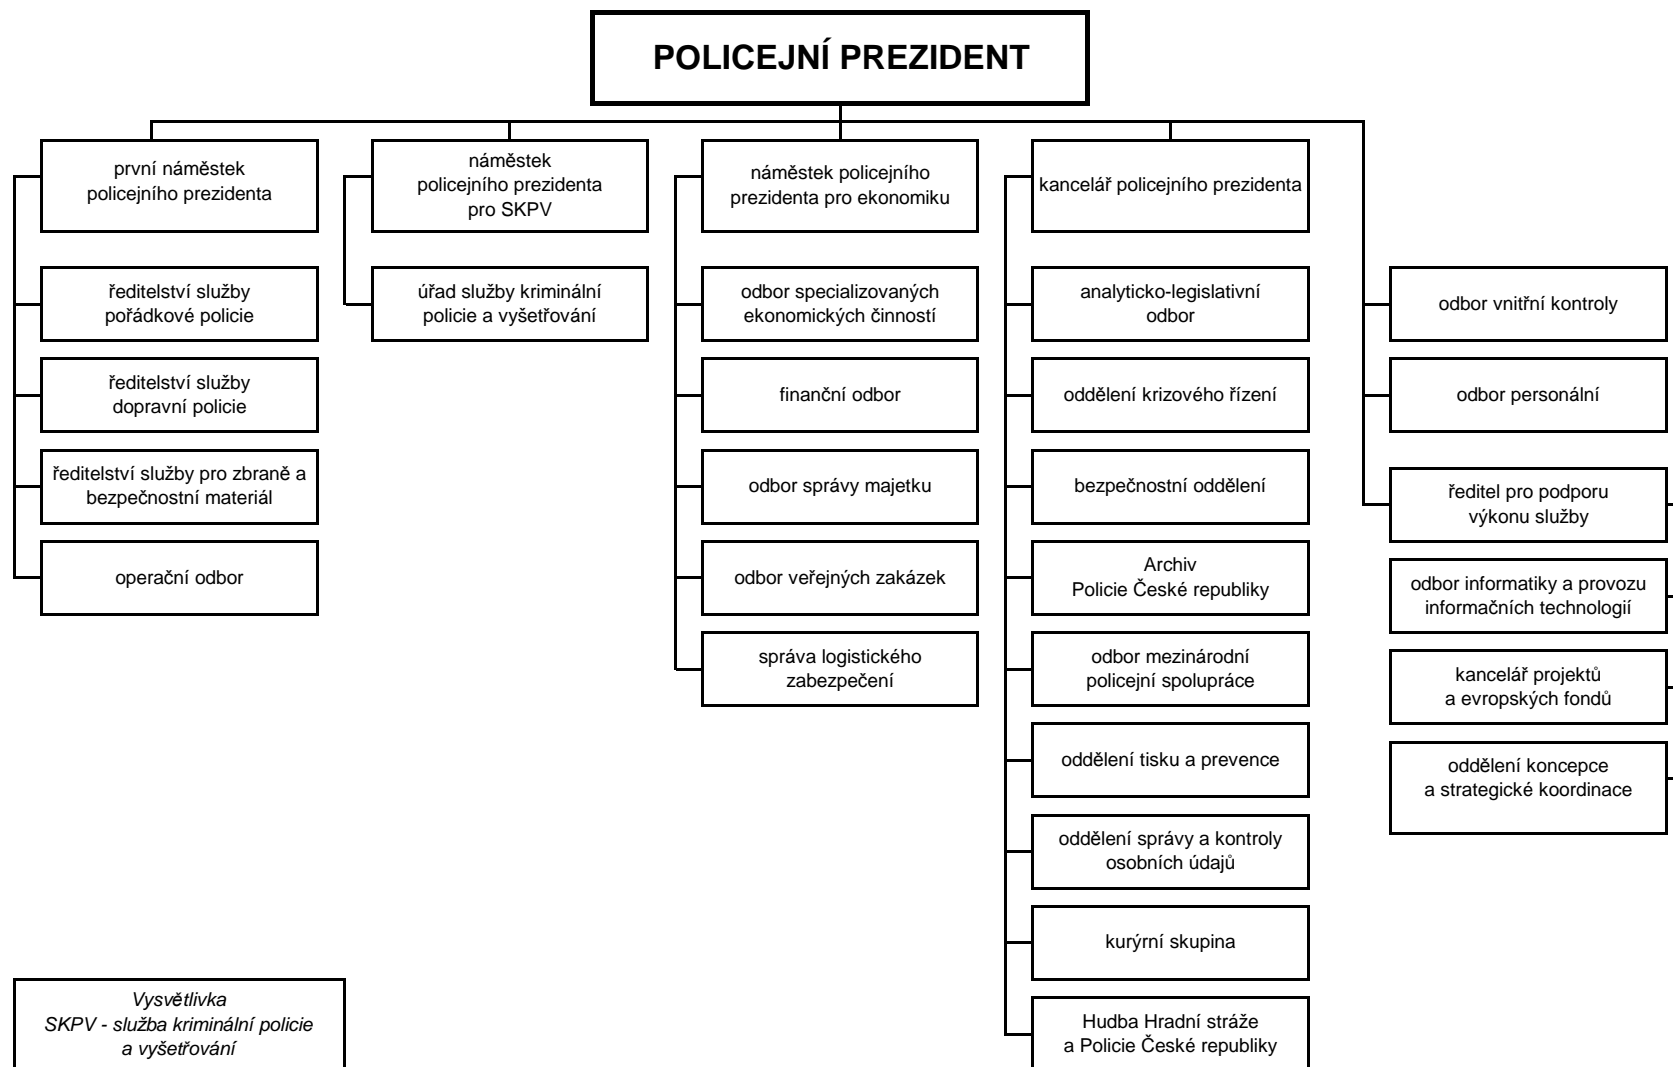 POLICEJNÍ PREZIDENT
první náměstek
policejního prezidenta
ředitelství služby
pořádkové policie
ředitelství služby
dopravní policie
ředitelství služby pro zbraně a
bezpečnostní materiál
operační odbor
náměstek
policejního prezidenta
pro SKPV
úřad služby kriminální
policie a vyšetřování
náměstek policejního
prezidenta pro ekonomiku
odbor specializovaných
ekonomických činností
finanční odbor
odbor správy majetku
odbor veřejných zakázek
správa logistického
zabezpečení
kancelář policejního prezidenta
analyticko-legislativní
odbor
oddělení krizového řízení
bezpečnostní oddělení
Archiv
Policie České republiky
odbor mezinárodní
policejní spolupráce
oddělení tisku a prevence
oddělení správy a kontroly
osobních údajů
kurýrní skupina
Hudba Hradní stráže
a Policie České republiky
odbor vnitřní kontroly
odbor personální
ředitel pro podporu
výkonu služby
odbor informatiky a provozu
informačních technologií
kancelář projektů
a evropských fondů
oddělení koncepce
a strategické koordinace
Vysvětlivka
SKPV - služba kriminální policie
a vyšetřování